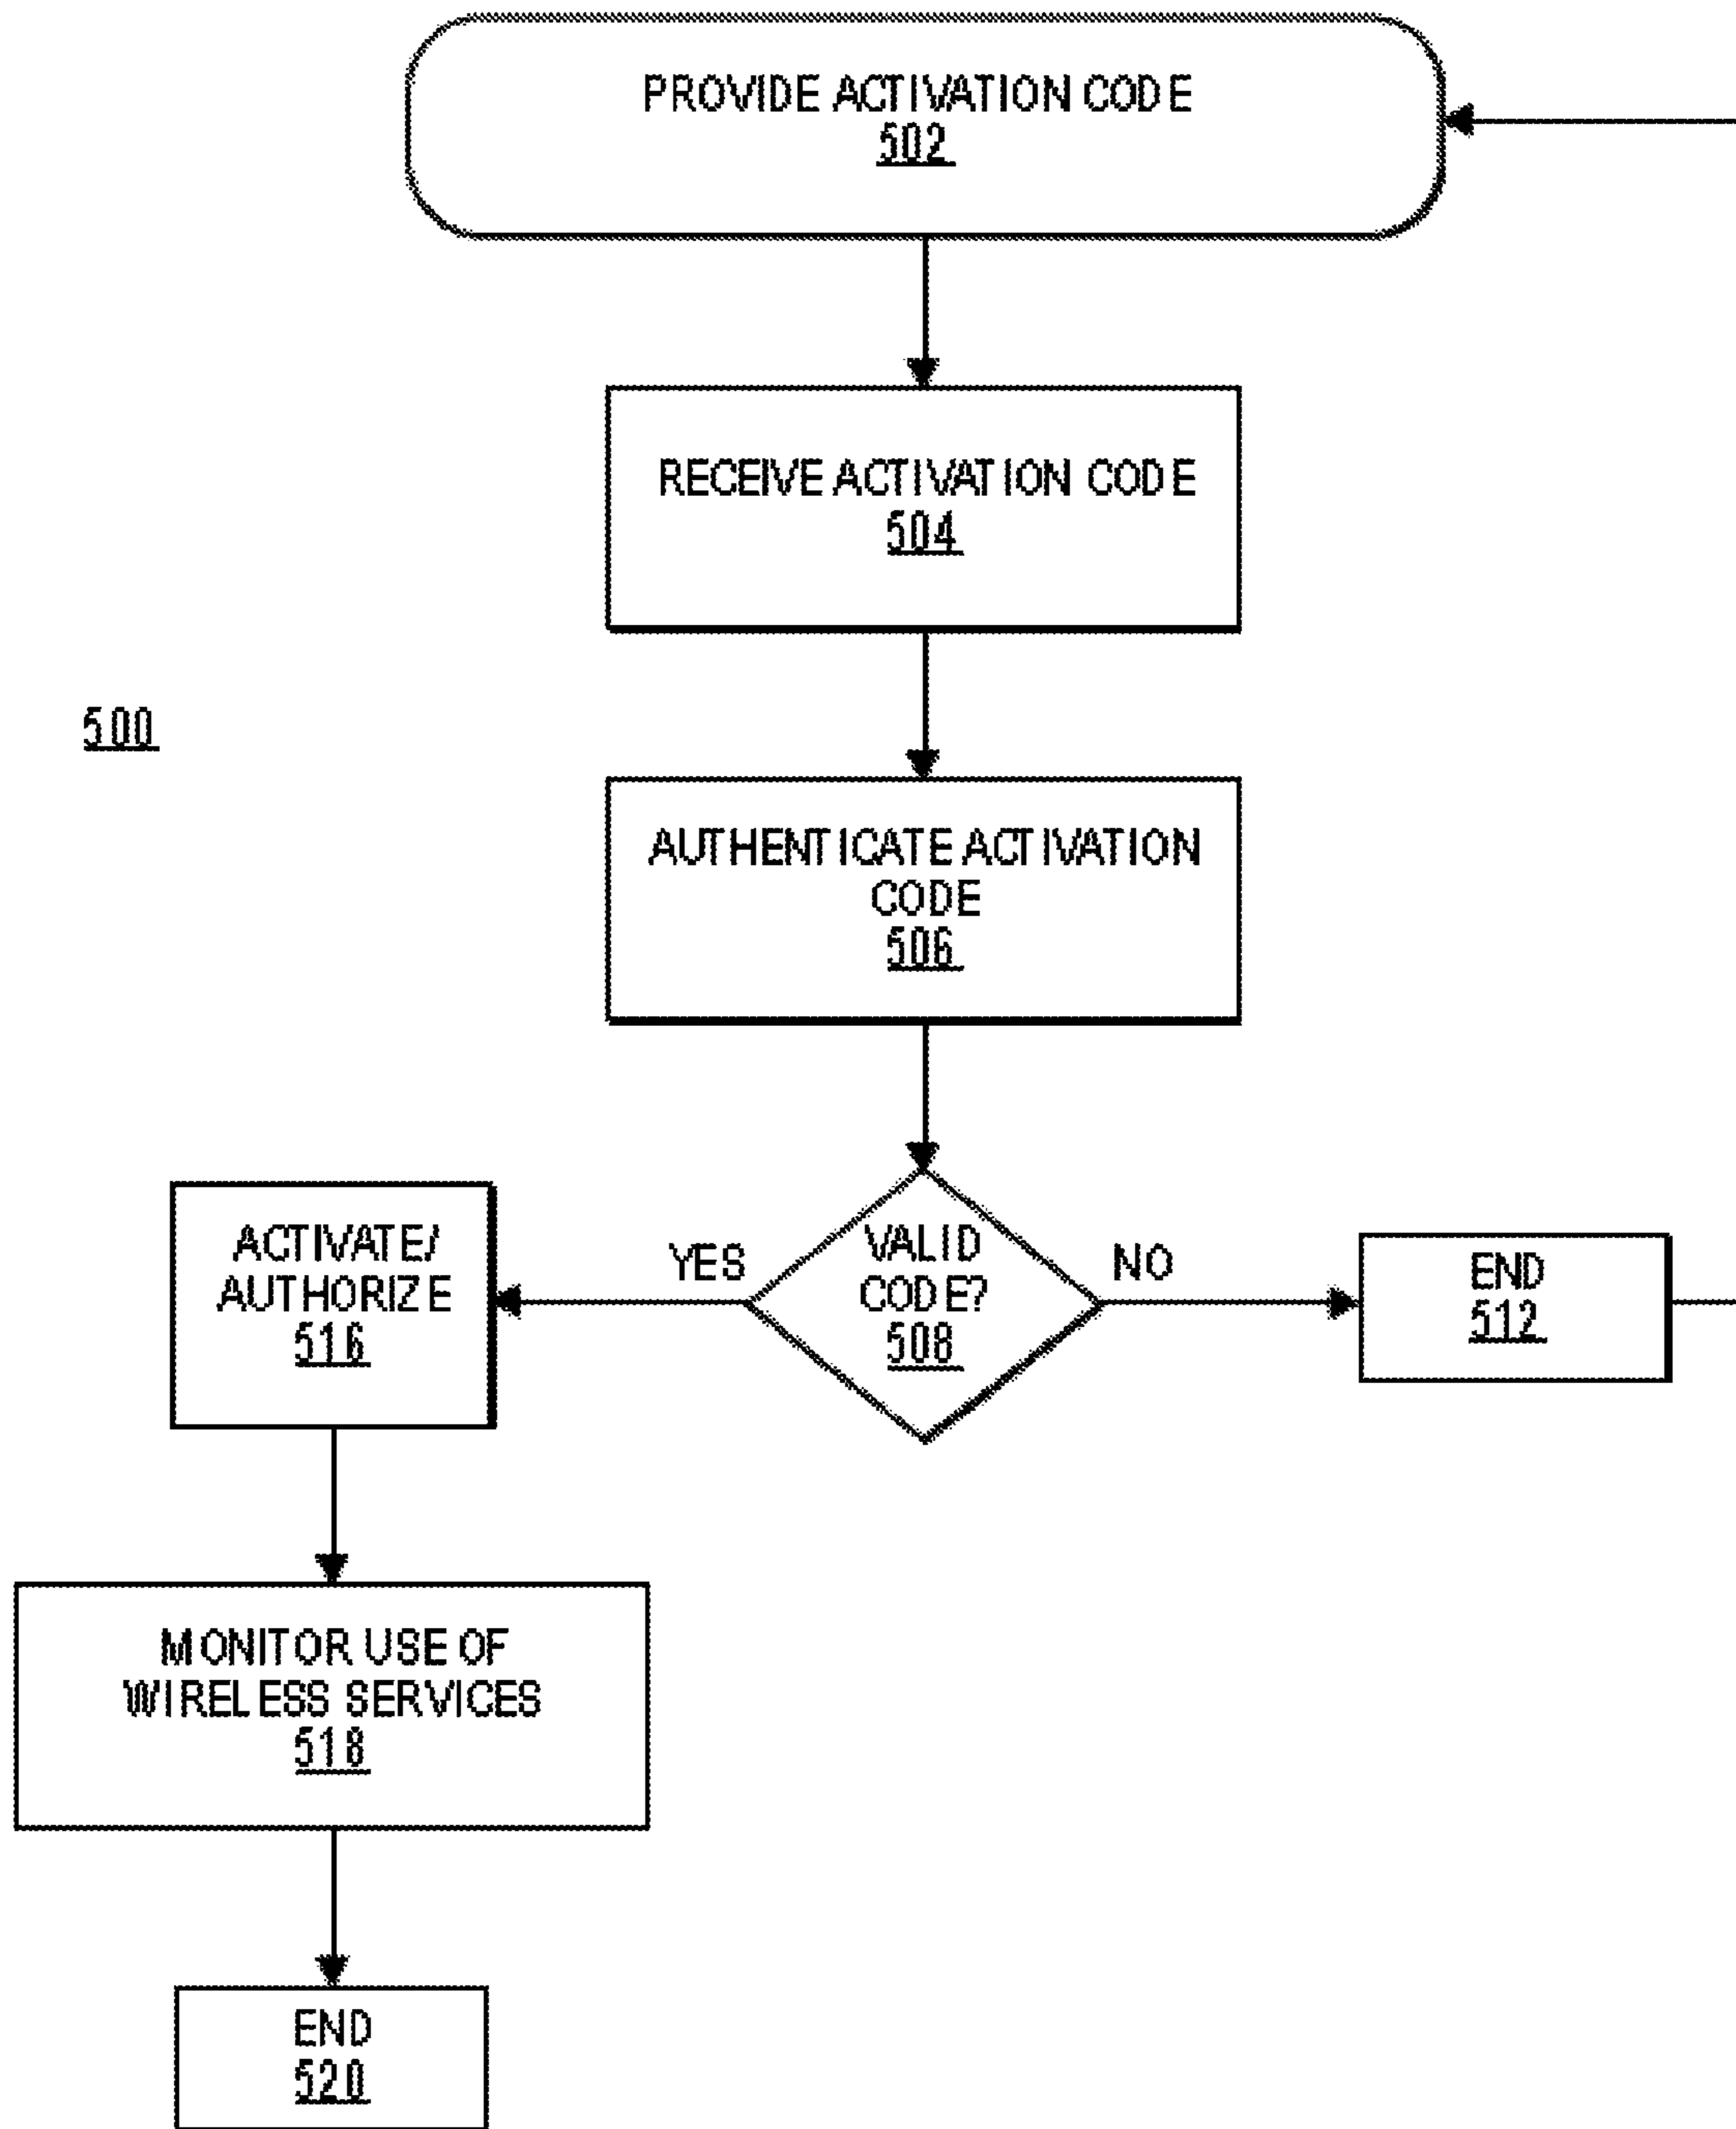 PROVIDE ACTIVATION CODE
502
RECEIVE ACTIVATION CODE
504
500
AUTHENTICATE ACTIVATION
CODE
506
VALID
CODE?
508
YES
NO
ACTIVATE/
AUTHORIZE
516
END
512
MONITOR USE OF
WIRELESS SERVICES
518
END
520